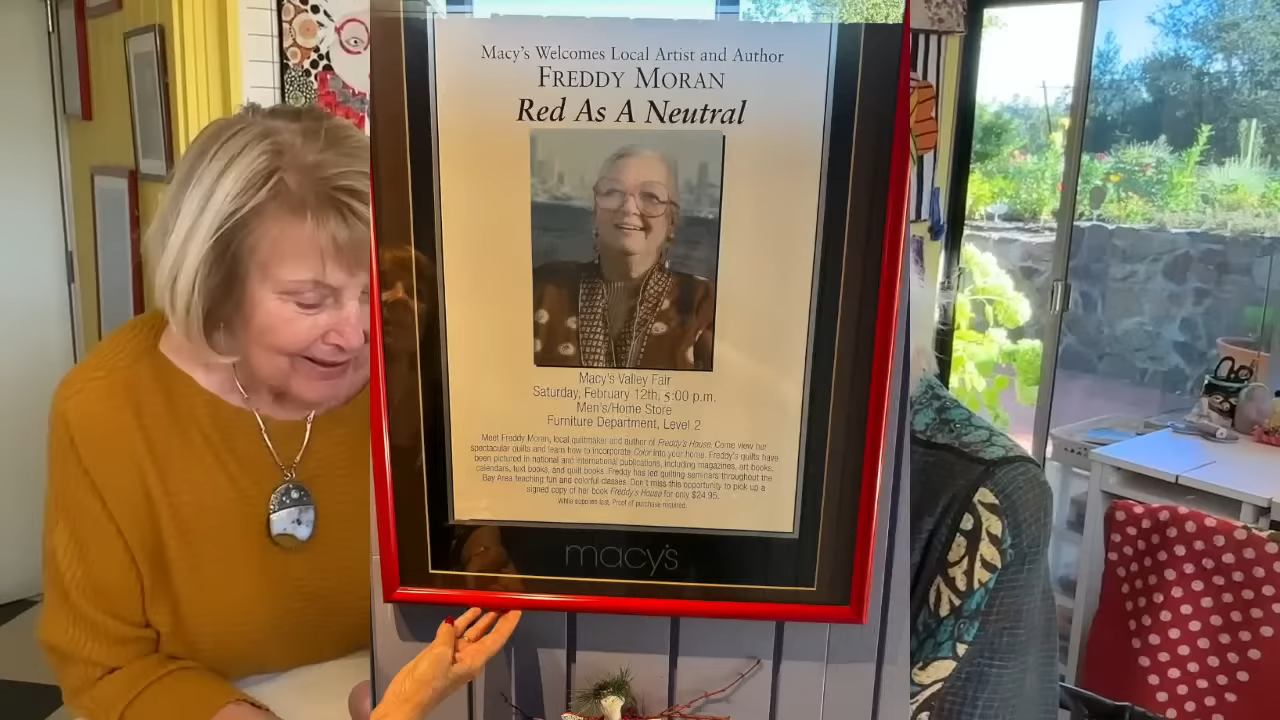 Macy's Welcomes Local Artist and Author
FREDDY MORAN
Red As A Neutral
Macy's Valley Fair
Saturday, February 12th, 5:00 p.m.
Men's/Home Store
Furniture Department, Level 2
Meet Freddy Moran, local quiltmaker and author of Freddy's House. Come view her
spectacular quilts and learn how to incorporate Color into your home. Freddy's quilts have
been pictured in national and international publications, including magazines, art books,
calendars, text books, and quilt books. Freddy has led quilting seminars throughout the
Bay Area teaching fun and colorful classes. Don't miss this opportunity to pick up a
signed copy of her book Freddy's House for only $24.95.
While supplies last. Proof of purchase required.
macy's